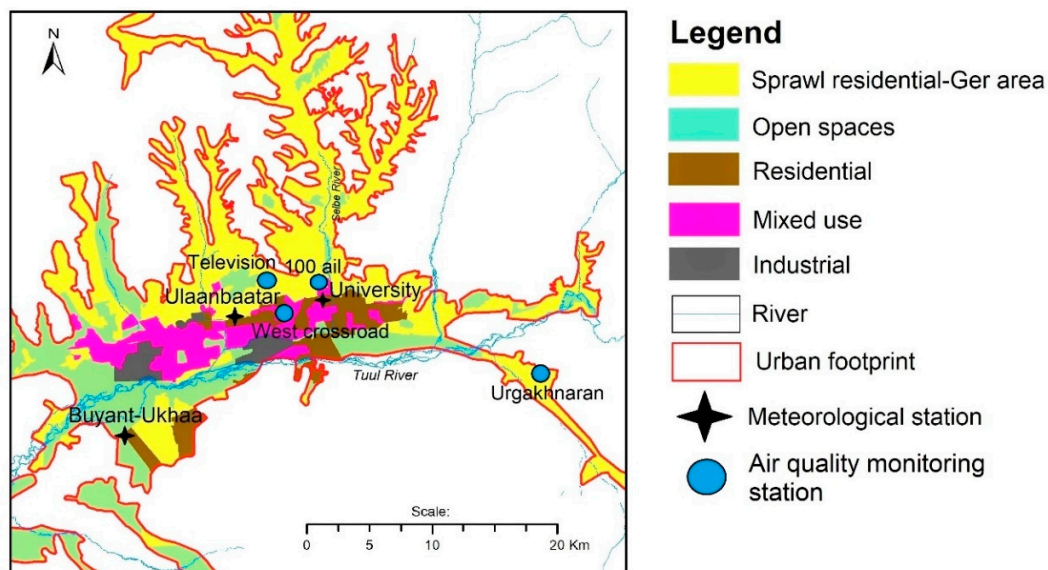 N
Selbe River
Television
100 ail
Ulaanbaatar
University
West crossroad
Tuul River
Urgakhnaran
Buyant-Ukhaa
Scale:
0 5 10 20 Km
Legend
Sprawl residential-Ger area
Open spaces
Residential
Mixed use
Industrial
River
Urban footprint
Meteorological station
Air quality monitoring
station